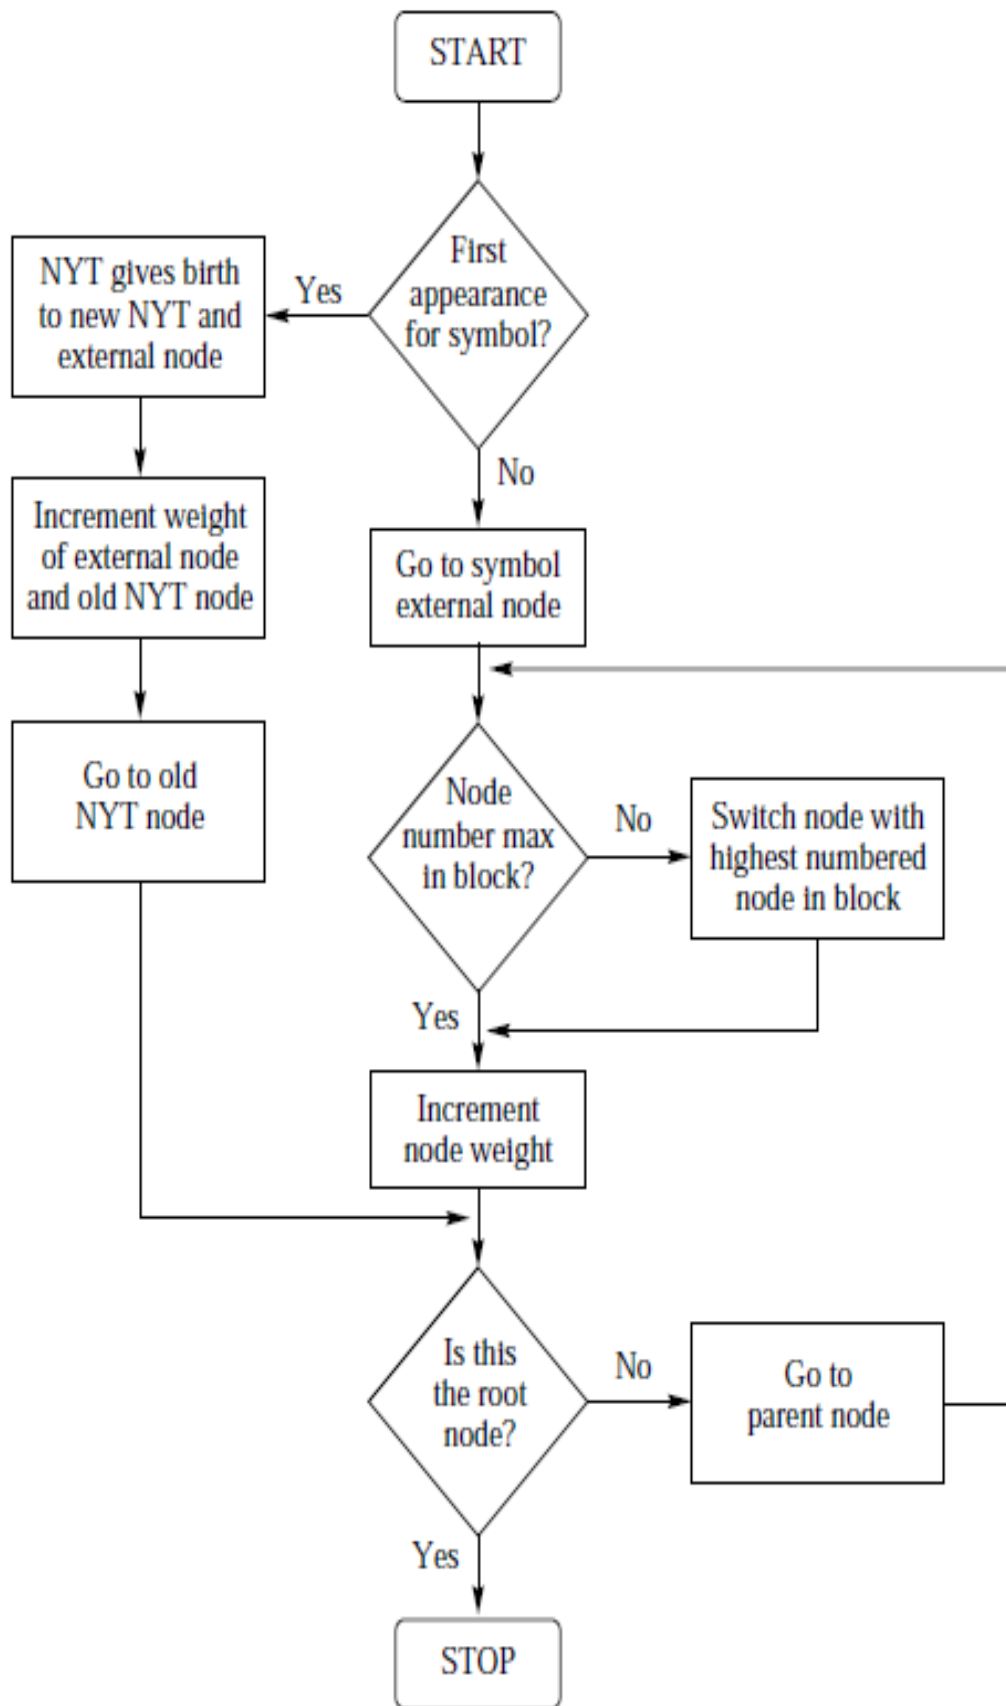 START
First
appearance
for symbol?
Yes
NYT gives birth
to new NYT and
external node
Increment weight
of external node
and old NYT node
Go to old
NYT node
No
Go to symbol
external node
Node
number max
in block?
No
Switch node with
highest numbered
node in block
Yes
Increment
node weight
Is this
the root
node?
No
Go to
parent node
Yes
STOP